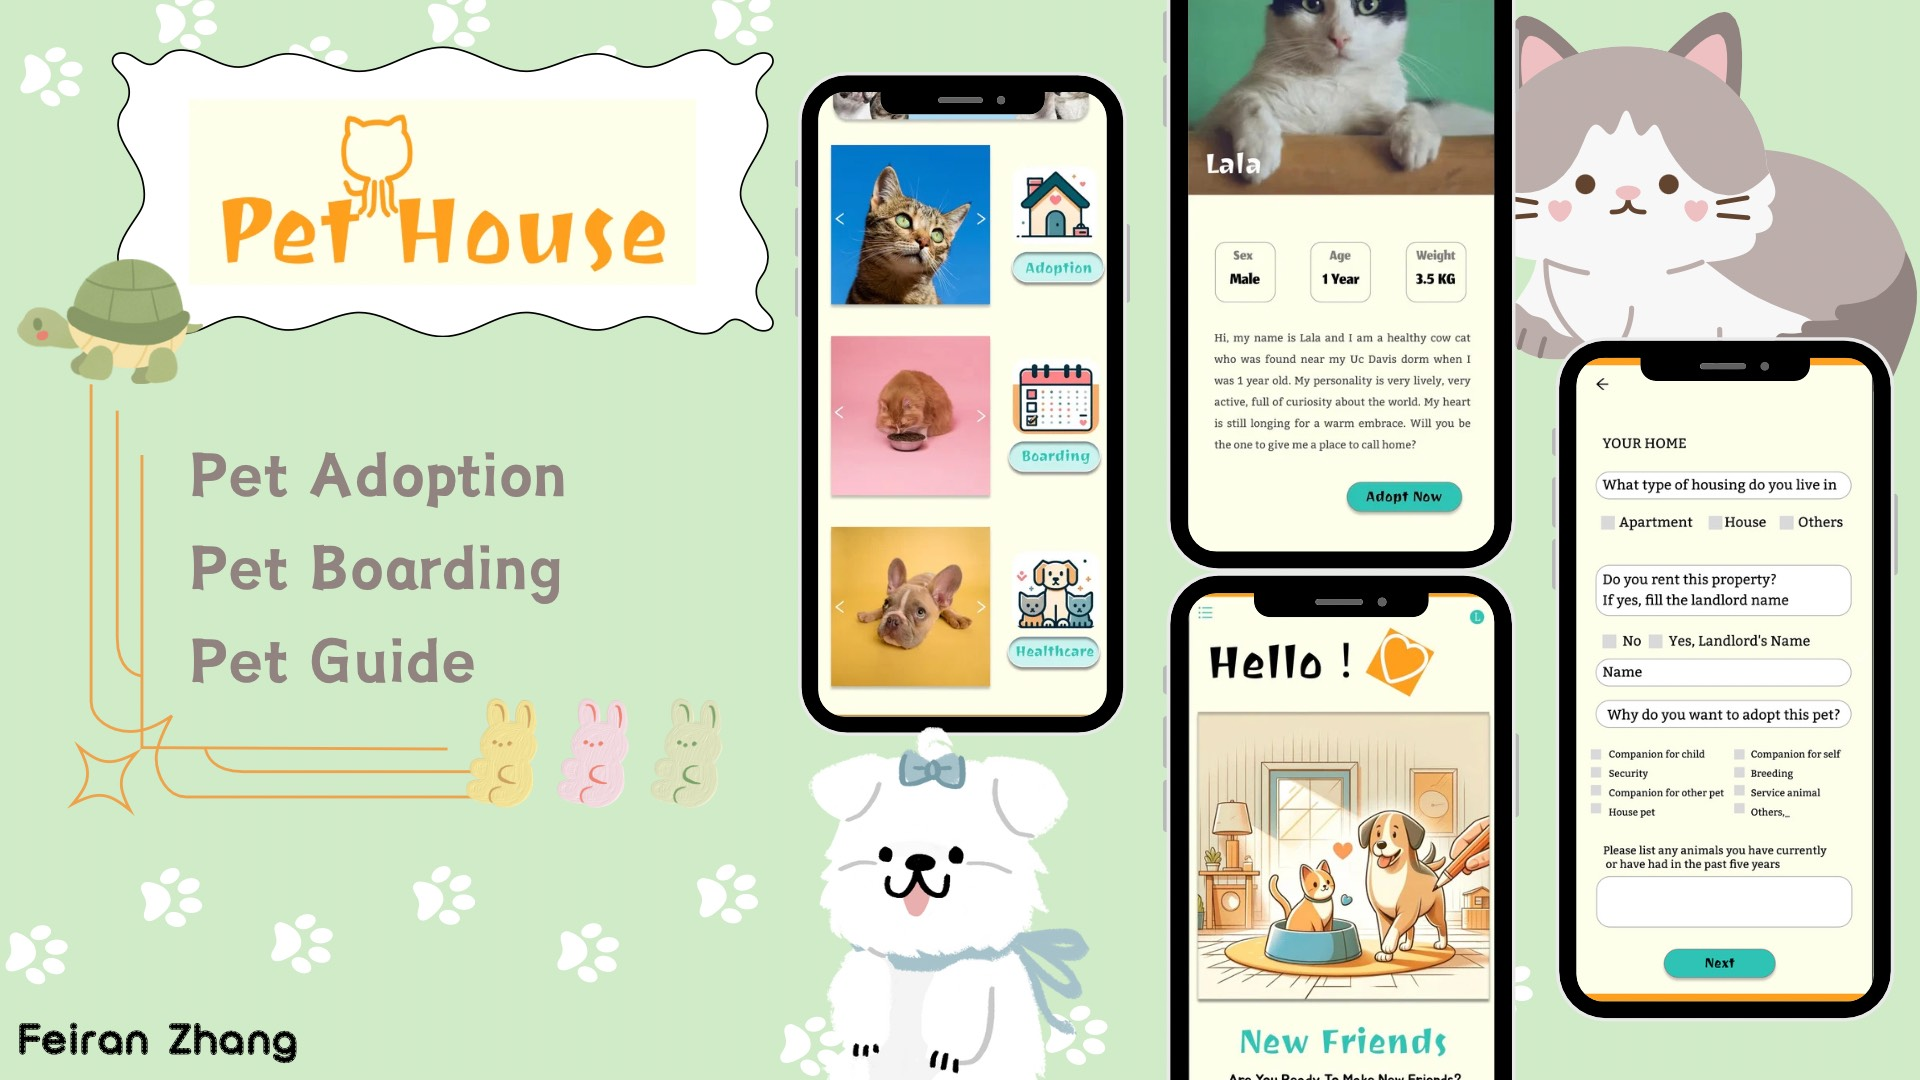 Pet House
Pet Adoption
Pet Boarding
Pet Guide
Feiran Zhang
Adoption
Boarding
Healthcare
Lala
Sex
Male
Age
1 Year
Weight
3.5 KG
Hi, my name is Lala and I am a healthy cow cat
who was found near my Uc Davis dorm when I
was 1 year old. My personality is very lively, very
active, full of curiosity about the world. My heart
is still longing for a warm embrace. Will you be
the one to give me a place to call home?
Adopt Now
L
Hello !
New Friends
Are You Ready To Make New Friends?
YOUR HOME
What type of housing do you live in
Apartment House Others
Do you rent this property?
If yes, fill the landlord name
No Yes, Landlord's Name
Name
Why do you want to adopt this pet?
Companion for child Companion for self
Security Breeding
Companion for other pet Service animal
House pet Others,_
Please list any animals you have currently
or have had in the past five years
Next